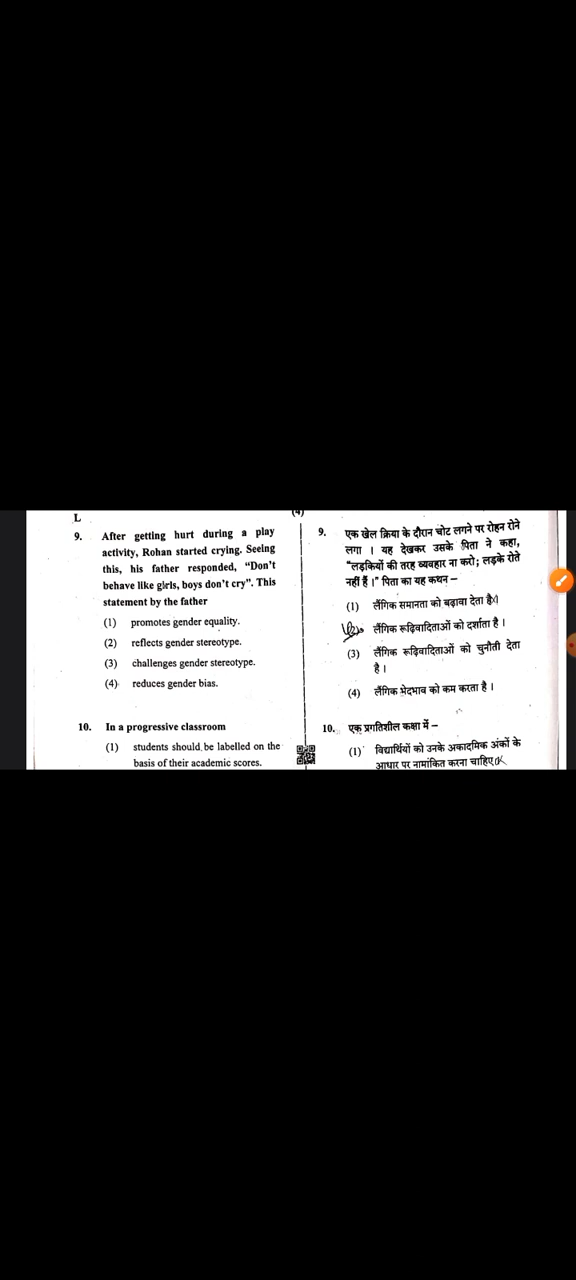 L
(4)
9. After getting hurt during a play
activity, Rohan started crying. Seeing
this, his father responded, "Don't
behave like girls, boys don't cry". This
statement by the father
(1) promotes gender equality.
(2) reflects gender stereotype.
(3) challenges gender stereotype.
(4) reduces gender bias.
10. In a progressive classroom
(1) students should be labelled on the
basis of their academic scores.
9. एक खेल क्रिया के दौरान चोट लगने पर रोहन रोने
लगा । यह देखकर उसके पिता ने कहा,
"लड़कियों की तरह व्यवहार ना करो; लड़के रोते
नहीं हैं ।" पिता का यह कथन –
(1) लैंगिक समानता को बढ़ावा देता है।
लैंगिक रूढ़िवादिताओं को दर्शाता है ।
(3) लैंगिक रूढ़िवादिताओं को चुनौती देता
है ।
(4) लैंगिक भेदभाव को कम करता है ।
10. एक प्रगतिशील कक्षा में –
(1) विद्यार्थियों को उनके अकादमिक अंकों के
आधार पर नामांकित करना चाहिए